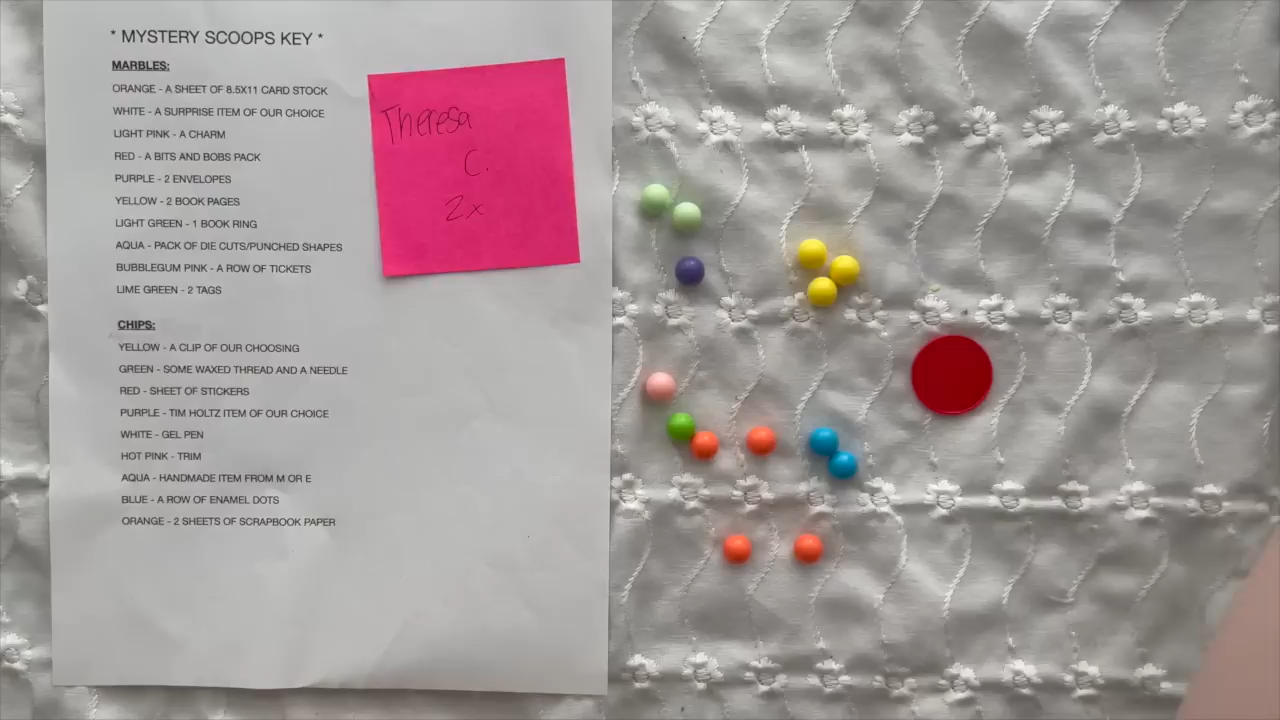 * MYSTERY SCOOPS KEY *
MARBLES:
ORANGE - A SHEET OF 8.5X11 CARD STOCK
WHITE - A SURPRISE ITEM OF OUR CHOICE
LIGHT PINK - A CHARM
RED - A BITS AND BOBS PACK
PURPLE - 2 ENVELOPES
YELLOW - 2 BOOK PAGES
LIGHT GREEN - 1 BOOK RING
AQUA - PACK OF DIE CUTS/PUNCHED SHAPES
BUBBLEGUM PINK - A ROW OF TICKETS
LIME GREEN - 2 TAGS
CHIPS:
YELLOW - A CLIP OF OUR CHOOSING
GREEN - SOME WAXED THREAD AND A NEEDLE
RED - SHEET OF STICKERS
PURPLE - TIM HOLTZ ITEM OF OUR CHOICE
WHITE - GEL PEN
HOT PINK - TRIM
AQUA - HANDMADE ITEM FROM M OR E
BLUE - A ROW OF ENAMEL DOTS
ORANGE - 2 SHEETS OF SCRAPBOOK PAPER
Theresa
C.
2x